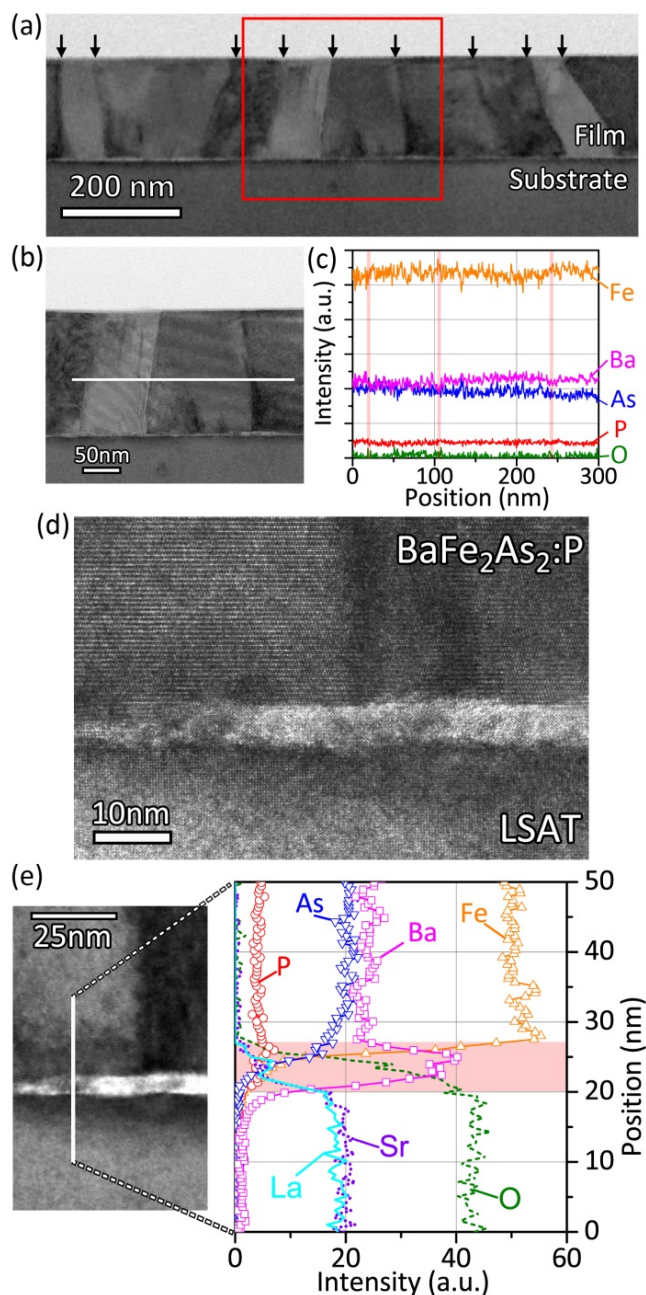 (a)
Film
200 nm
Substrate
(b)
50nm
(c)
Intensity (a.u.)
Fe
Ba
As
P
O
0 100 200 300
Position (nm)
(d)
BaFe₂As₂:P
10nm
LSAT
(e)
25nm
As
Ba
Fe
P
La
Sr
O
50
40
30
20
10
0
Position (nm)
0 20 40 60
Intensity (a.u.)